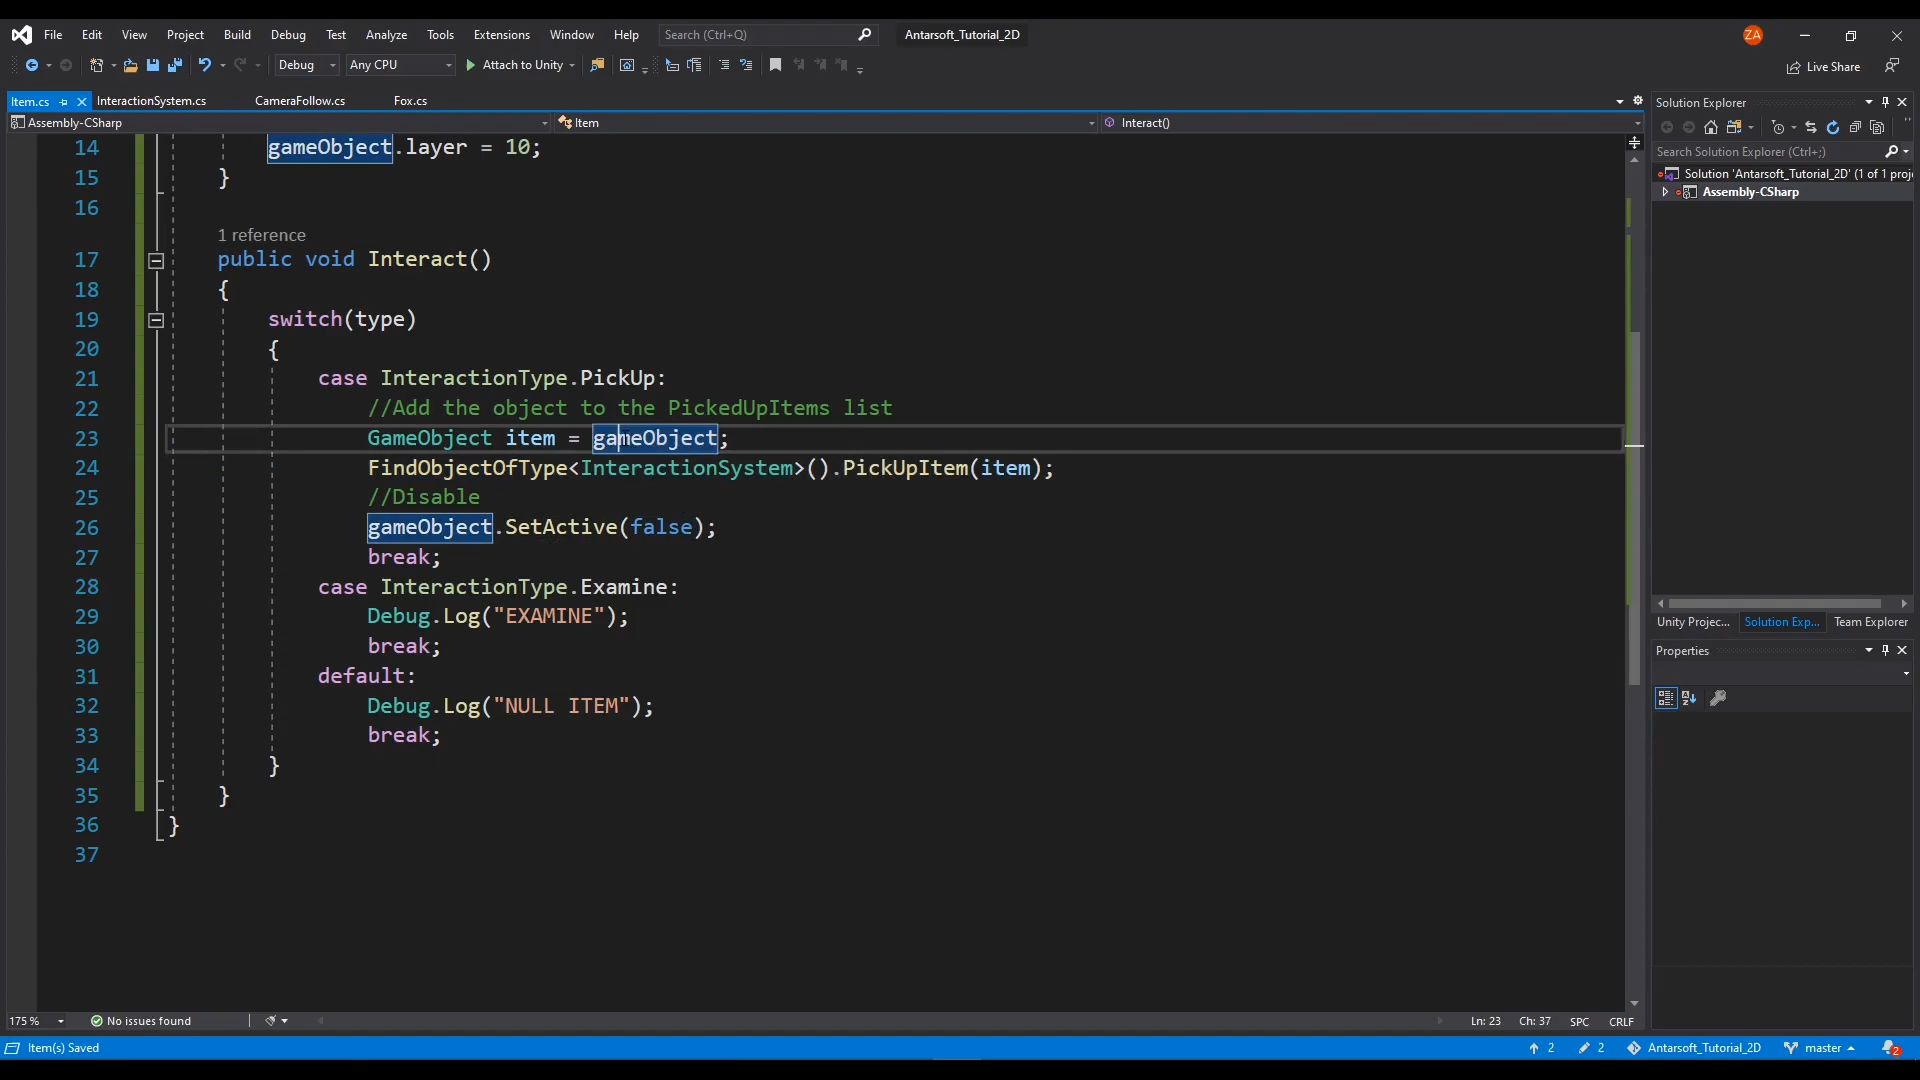 File Edit View Project Build Debug Test Analyze Tools Extensions Window Help Search (Ctrl+Q) Antarsoft_Tutorial_2D ZA
Debug Any CPU Attach to Unity Live Share
Item.cs InteractionSystem.cs CameraFollow.cs Fox.cs
Assembly-CSharp Item Interact()
14 gameObject.layer = 10;
15 }
16
1 reference
17 public void Interact()
18 {
19 switch(type)
20 {
21 case InteractionType.PickUp:
22 //Add the object to the PickedUpItems list
23 GameObject item = gameObject;
24 FindObjectOfType<InteractionSystem>().PickUpItem(item);
25 //Disable
26 gameObject.SetActive(false);
27 break;
28 case InteractionType.Examine:
29 Debug.Log("EXAMINE");
30 break;
31 default:
32 Debug.Log("NULL ITEM");
33 break;
34 }
35 }
36 }
37
175 % No issues found Ln: 23 Ch: 37 SPC CRLF
Solution Explorer
Search Solution Explorer (Ctrl+;)
Solution 'Antarsoft_Tutorial_2D' (1 of 1 proj
Assembly-CSharp
Unity Projec... Solution Exp... Team Explorer
Properties
Item(s) Saved 2 2 Antarsoft_Tutorial_2D master 2